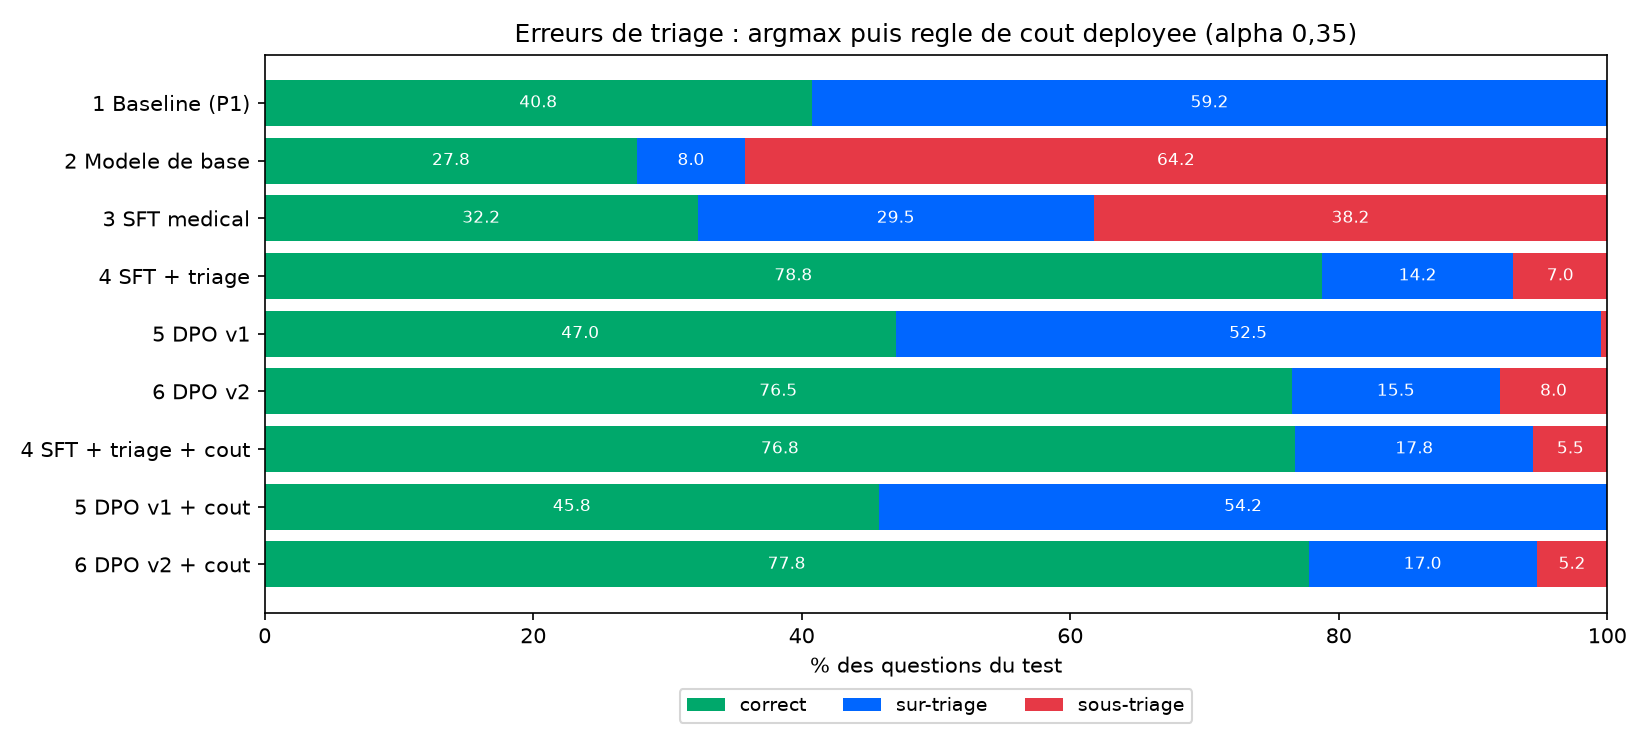 Erreurs de triage : argmax puis regle de cout deployee (alpha 0,35)
1 Baseline (P1) 40.8 59.2
2 Modele de base 27.8 8.0 64.2
3 SFT medical 32.2 29.5 38.2
4 SFT + triage 78.8 14.2 7.0
5 DPO v1 47.0 52.5
6 DPO v2 76.5 15.5 8.0
4 SFT + triage + cout 76.8 17.8 5.5
5 DPO v1 + cout 45.8 54.2
6 DPO v2 + cout 77.8 17.0 5.2
0 20 40 60 80 100
% des questions du test
correct sur-triage sous-triage